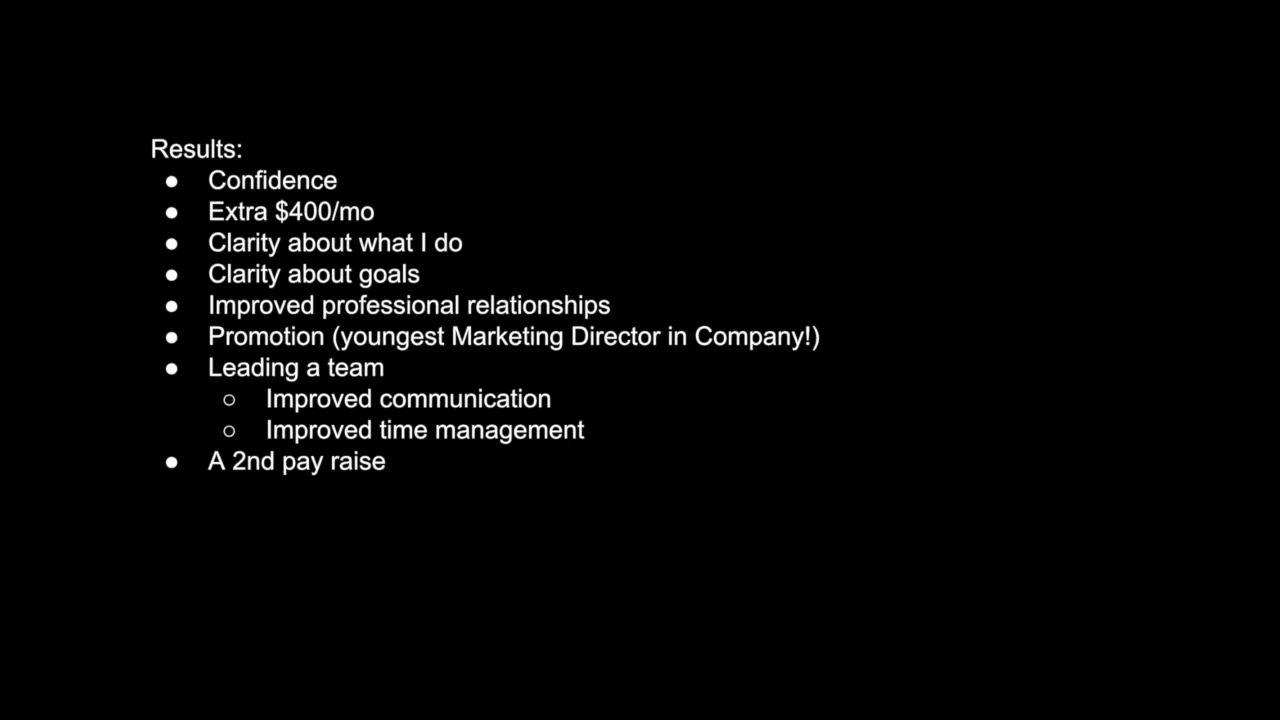 Results:
● Confidence
● Extra $400/mo
● Clarity about what I do
● Clarity about goals
● Improved professional relationships
● Promotion (youngest Marketing Director in Company!)
● Leading a team
○ Improved communication
○ Improved time management
● A 2nd pay raise